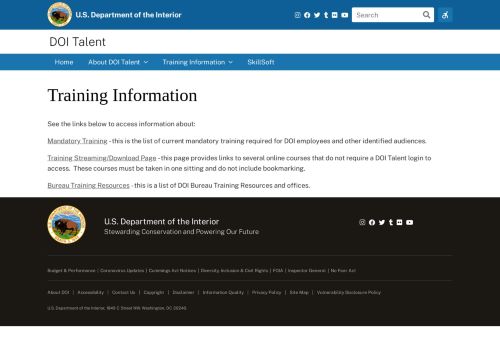 U.S. Department of the Interior
Search
DOI Talent
Home About DOI Talent Training Information SkillSoft
Training Information
See the links below to access information about:
Mandatory Training - this is the list of current mandatory training required for DOI employees and other identified audiences.
Training Streaming/Download Page - this page provides links to several online courses that do not require a DOI Talent login to
access. These courses must be taken in one sitting and do not include bookmarking.
Bureau Training Resources - this is a list of DOI Bureau Training Resources and offices.
U.S. Department of the Interior
Stewarding Conservation and Powering Our Future
Budget & Performance | Coronavirus Updates | Cummings Act Notices | Diversity, Inclusion & Civil Rights | FOIA | Inspector General | No Fear Act
About DOI | Accessibility | Contact Us | Copyright | Disclaimer | Information Quality | Privacy Policy | Site Map | Vulnerability Disclosure Policy
U.S. Department of the Interior, 1849 C Street NW, Washington, DC 20240.